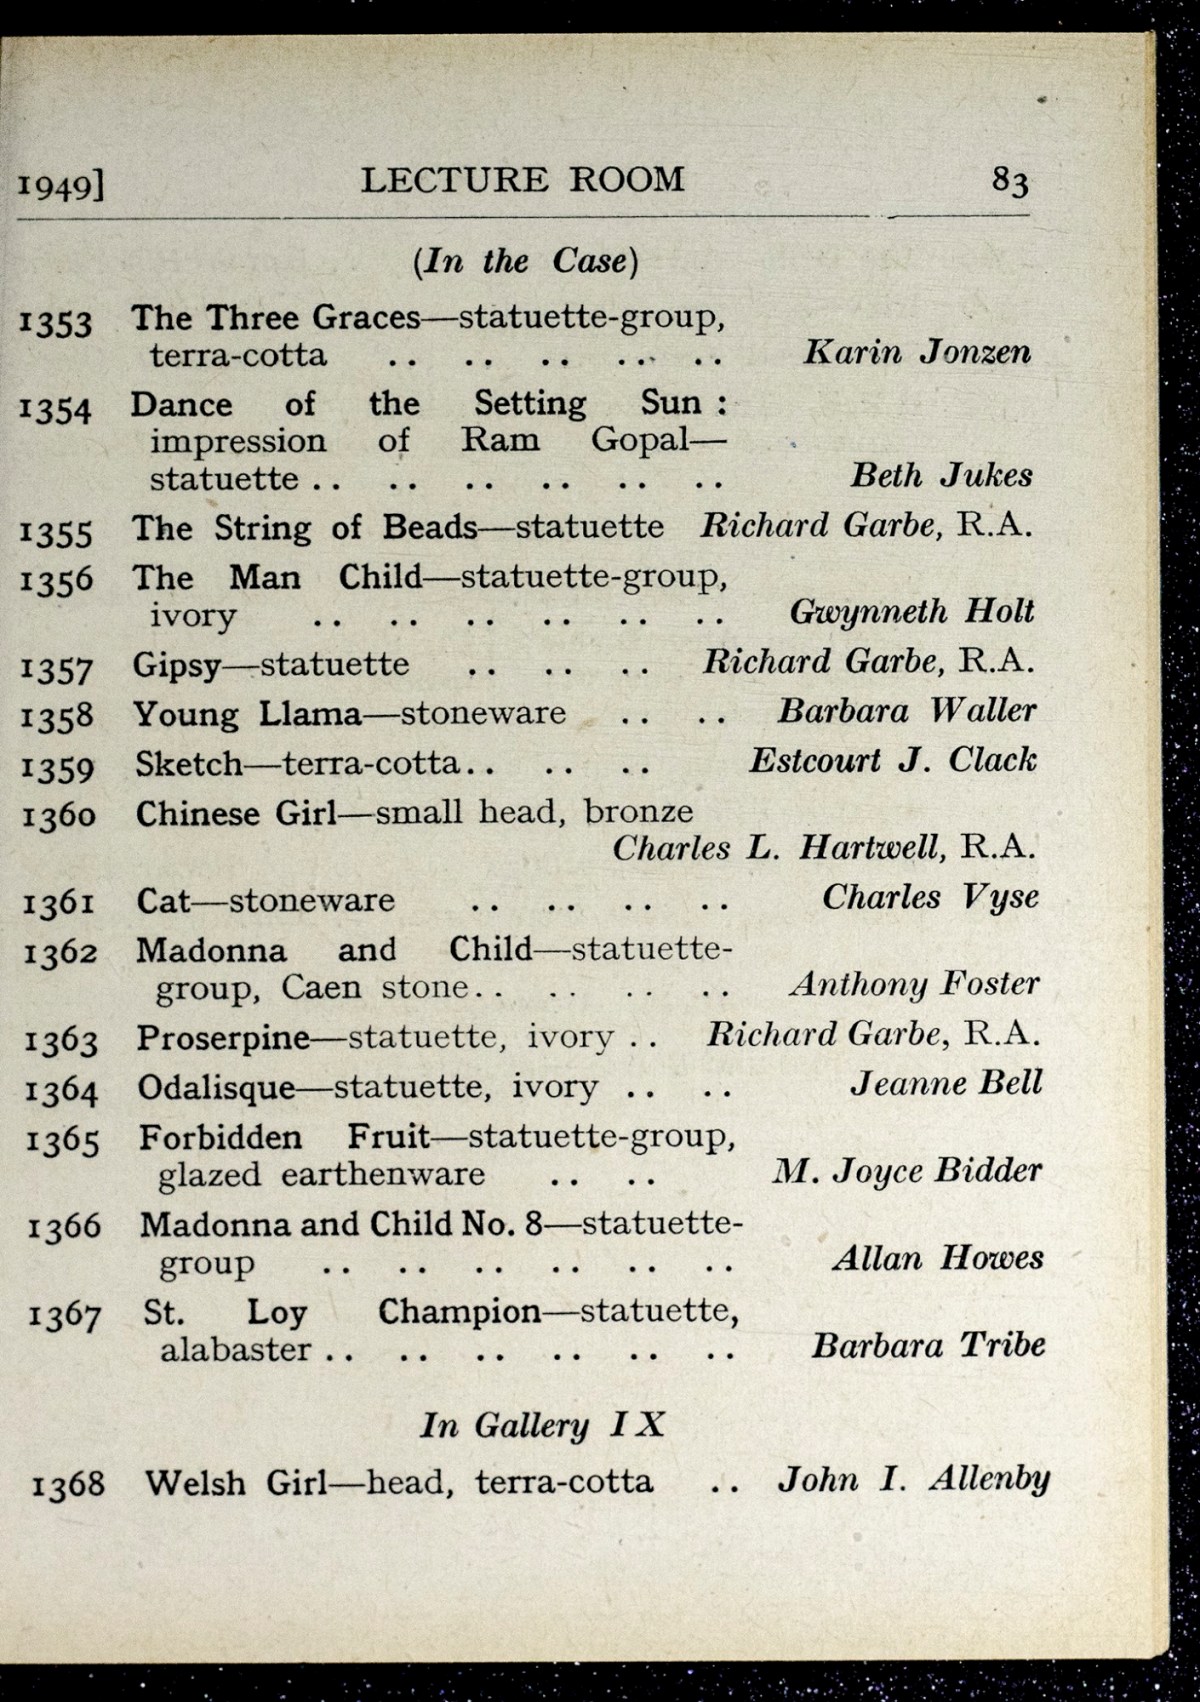 1949] LECTURE ROOM 83
(In the Case)
1353 The Three Graces—statuette-group,
terra-cotta .. .. .. .. .. Karin Jonzen
1354 Dance of the Setting Sun :
impression of Ram Gopal—
statuette .. .. .. .. .. .. Beth Jukes
1355 The String of Beads—statuette Richard Garbe, R.A.
1356 The Man Child—statuette-group,
ivory .. .. .. .. .. .. Gwynneth Holt
1357 Gipsy—statuette .. .. .. Richard Garbe, R.A.
1358 Young Llama—stoneware .. .. Barbara Waller
1359 Sketch—terra-cotta .. .. .. Estcourt J. Clack
1360 Chinese Girl—small head, bronze
Charles L. Hartwell, R.A.
1361 Cat—stoneware .. .. .. .. Charles Vyse
1362 Madonna and Child—statuette-
group, Caen stone .. .. .. .. Anthony Foster
1363 Proserpine—statuette, ivory .. Richard Garbe, R.A.
1364 Odalisque—statuette, ivory .. .. Jeanne Bell
1365 Forbidden Fruit—statuette-group,
glazed earthenware .. .. M. Joyce Bidder
1366 Madonna and Child No. 8—statuette-
group .. .. .. .. .. .. Allan Howes
1367 St. Loy Champion—statuette,
alabaster .. .. .. .. .. .. Barbara Tribe
In Gallery IX
1368 Welsh Girl—head, terra-cotta .. John I. Allenby